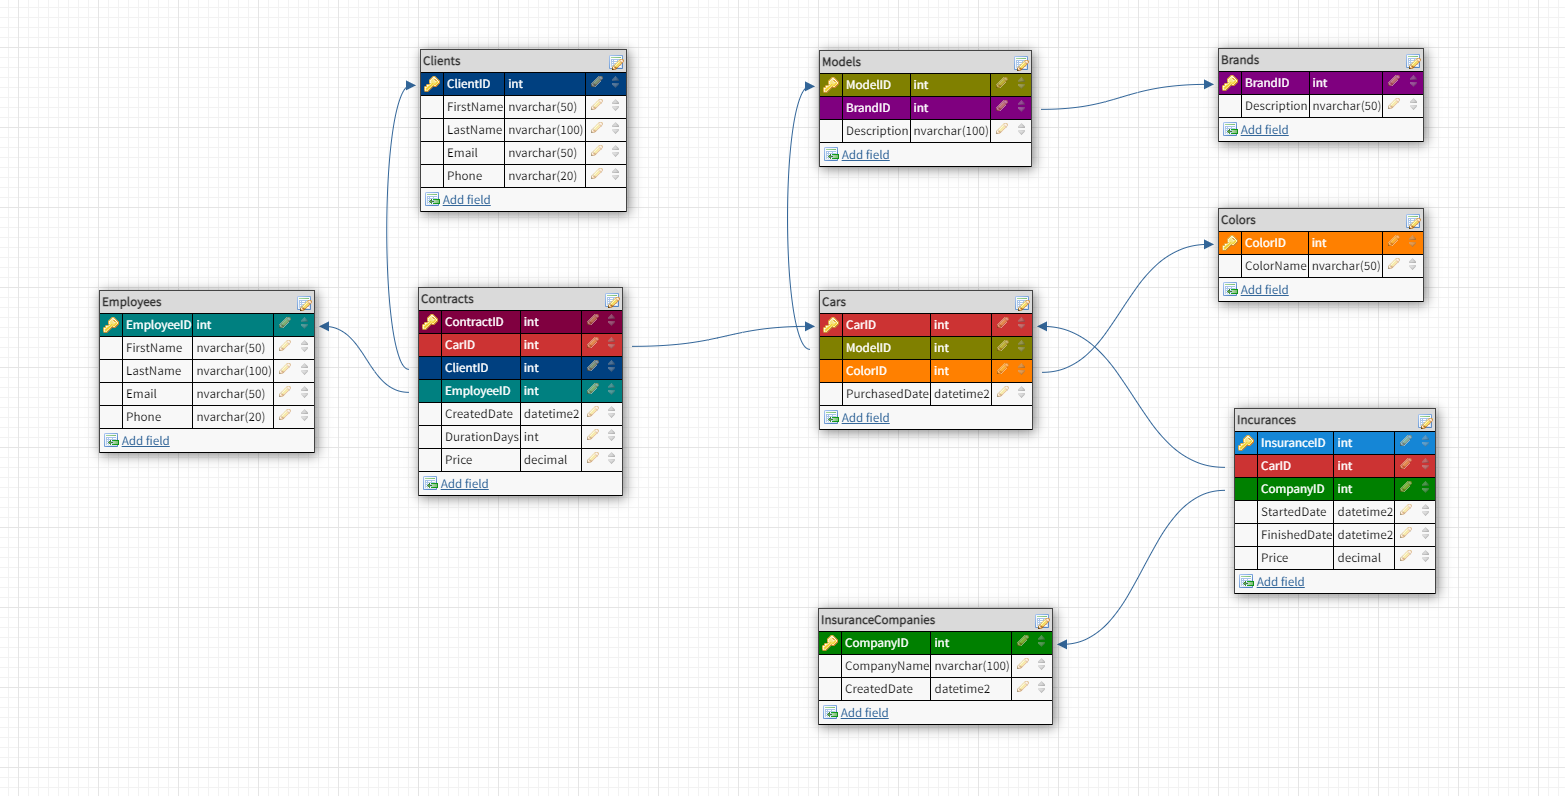 Clients
ClientID int
FirstName nvarchar(50)
LastName nvarchar(100)
Email nvarchar(50)
Phone nvarchar(20)
Add field
Models
ModelID int
BrandID int
Description nvarchar(100)
Add field
Brands
BrandID int
Description nvarchar(50)
Add field
Colors
ColorID int
ColorName nvarchar(50)
Add field
Employees
EmployeeID int
FirstName nvarchar(50)
LastName nvarchar(100)
Email nvarchar(50)
Phone nvarchar(20)
Add field
Contracts
ContractID int
CarID int
ClientID int
EmployeeID int
CreatedDate datetime2
DurationDays int
Price decimal
Add field
Cars
CarID int
ModelID int
ColorID int
PurchasedDate datetime2
Add field
Incurances
InsuranceID int
CarID int
CompanyID int
StartedDate datetime2
FinishedDate datetime2
Price decimal
Add field
InsuranceCompanies
CompanyID int
CompanyName nvarchar(100)
CreatedDate datetime2
Add field